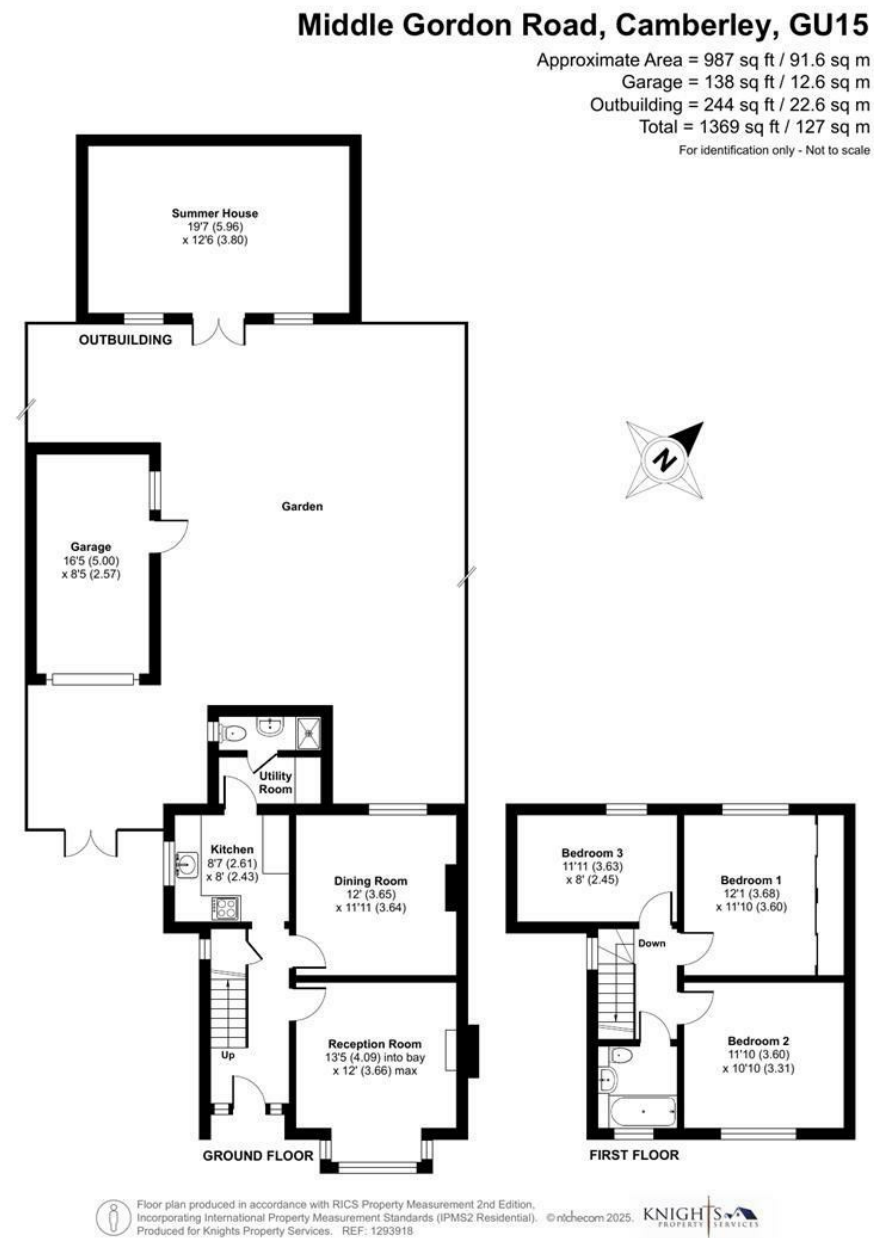 Middle Gordon Road, Camberley, GU15
Approximate Area = 987 sq ft / 91.6 sq m
Garage = 138 sq ft / 12.6 sq m
Outbuilding = 244 sq ft / 22.6 sq m
Total = 1369 sq ft / 127 sq m
For identification only - Not to scale
Summer House
19'7 (5.96)
x 12'6 (3.80)
OUTBUILDING
N
Garden
Garage
16'5 (5.00)
x 8'5 (2.57)
Utility
Room
Kitchen
8'7 (2.61)
x 8' (2.43)
Dining Room
12' (3.65)
x 11'11 (3.64)
Up
Reception Room
13'5 (4.09) into bay
x 12' (3.66) max
GROUND FLOOR
Bedroom 3
11'11 (3.63)
x 8' (2.45)
Bedroom 1
12'1 (3.68)
x 11'10 (3.60)
Down
Bedroom 2
11'10 (3.60)
x 10'10 (3.31)
FIRST FLOOR
Floor plan produced in accordance with RICS Property Measurement 2nd Edition,
Incorporating International Property Measurement Standards (IPMS2 Residential). © nichecom 2025.
Produced for Knights Property Services. REF: 1293918
KNIGHTS
PROPERTY SERVICES